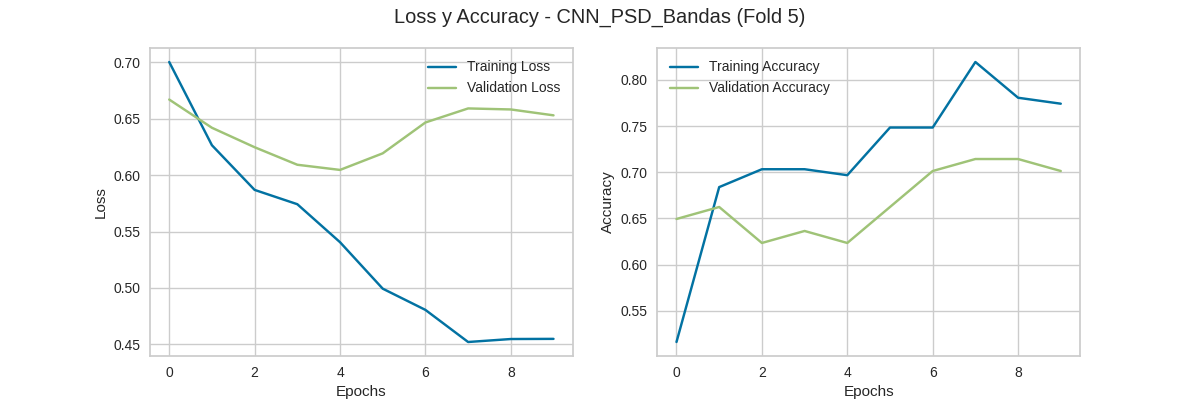 Loss y Accuracy - CNN_PSD_Bandas (Fold 5)
0.70
0.65
0.60
0.55
0.50
0.45
Loss
Training Loss
Validation Loss
0 2 4 6 8
Epochs
0.80
0.75
0.70
0.65
0.60
0.55
Accuracy
Training Accuracy
Validation Accuracy
0 2 4 6 8
Epochs